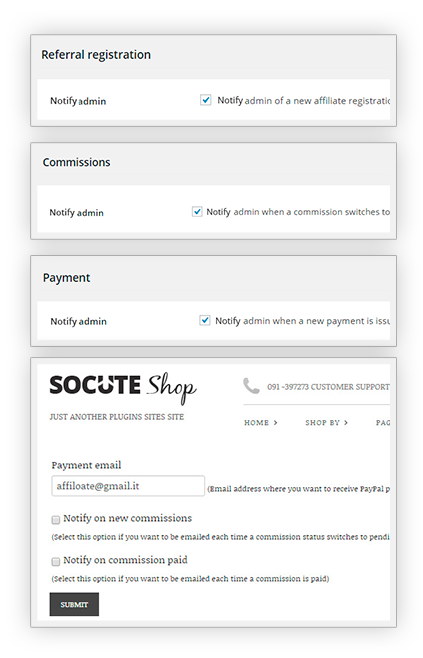 Referral registration
Notify admin
Notify admin of a new affiliate registratio
Commissions
Notify admin
Notify admin when a commission switches to
Payment
Notify admin
Notify admin when a new payment is issu
SOCUTE Shop
JUST ANOTHER PLUGINS SITES SITE
091 -397273 CUSTOMER SUPPORT
HOME >
SHOP BY >
PAG
Payment email
affiloate@gmail.it
(Email address where you want to receive PayPal p
Notify on new commissions
(Select this option if you want to be emailed each time a commission status switches to pendi
Notify on commission paid
(Select this option if you want to be emailed each time a commission is paid)
SUBMIT